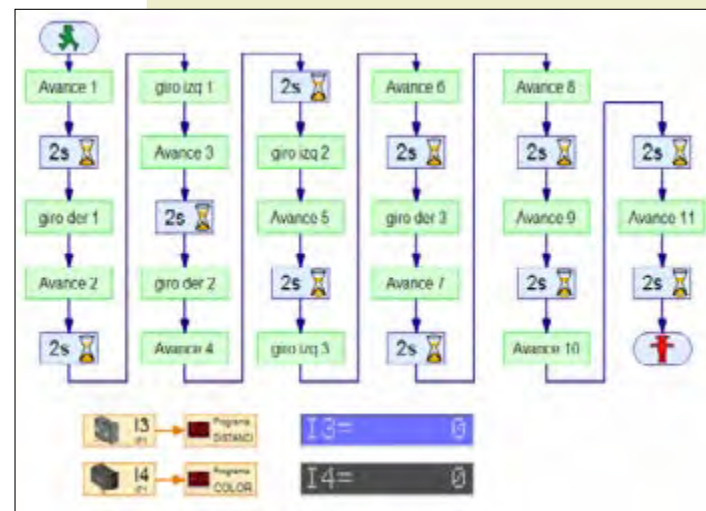 Avance 1
2s
giro der 1
Avance 2
2s
giro izq 1
Avance 3
2s
giro der 2
Avance 4
2s
giro izq 2
Avance 5
2s
giro izq 3
Avance 6
2s
giro der 3
Avance 7
2s
Avance 8
2s
Avance 9
2s
Avance 10
2s
Avance 11
2s
I3
Programa
DISTANCI
I3= 0
I4
Programa
COLOR
I4= 0